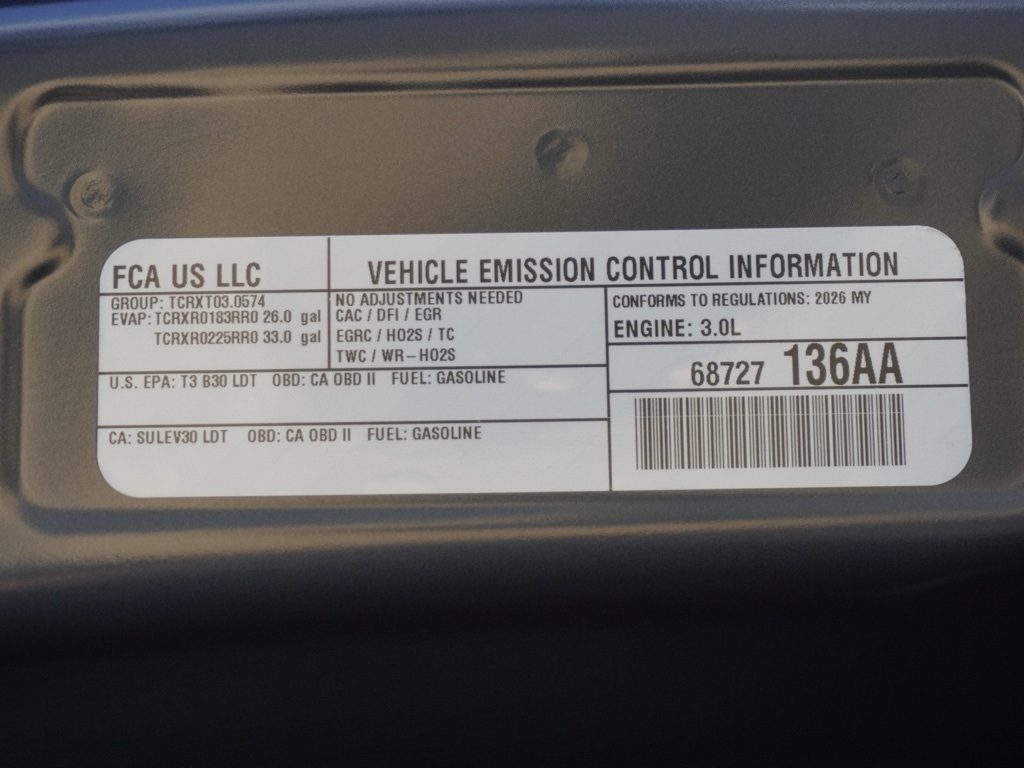 FCA US LLC
VEHICLE EMISSION CONTROL INFORMATION
GROUP: TCRXT03.0574
EVAP: TCRXR0183RR0 26.0 gal
TCRXR0225RR0 33.0 gal
NO ADJUSTMENTS NEEDED
CAC / DFI / EGR
EGRC / HO2S / TC
TWC / WR-HO2S
CONFORMS TO REGULATIONS: 2026 MY
ENGINE: 3.0L
68727 136AA
U.S. EPA: T3 B30 LDT OBD: CA OBD II FUEL: GASOLINE
CA: SULEV30 LDT OBD: CA OBD II FUEL: GASOLINE